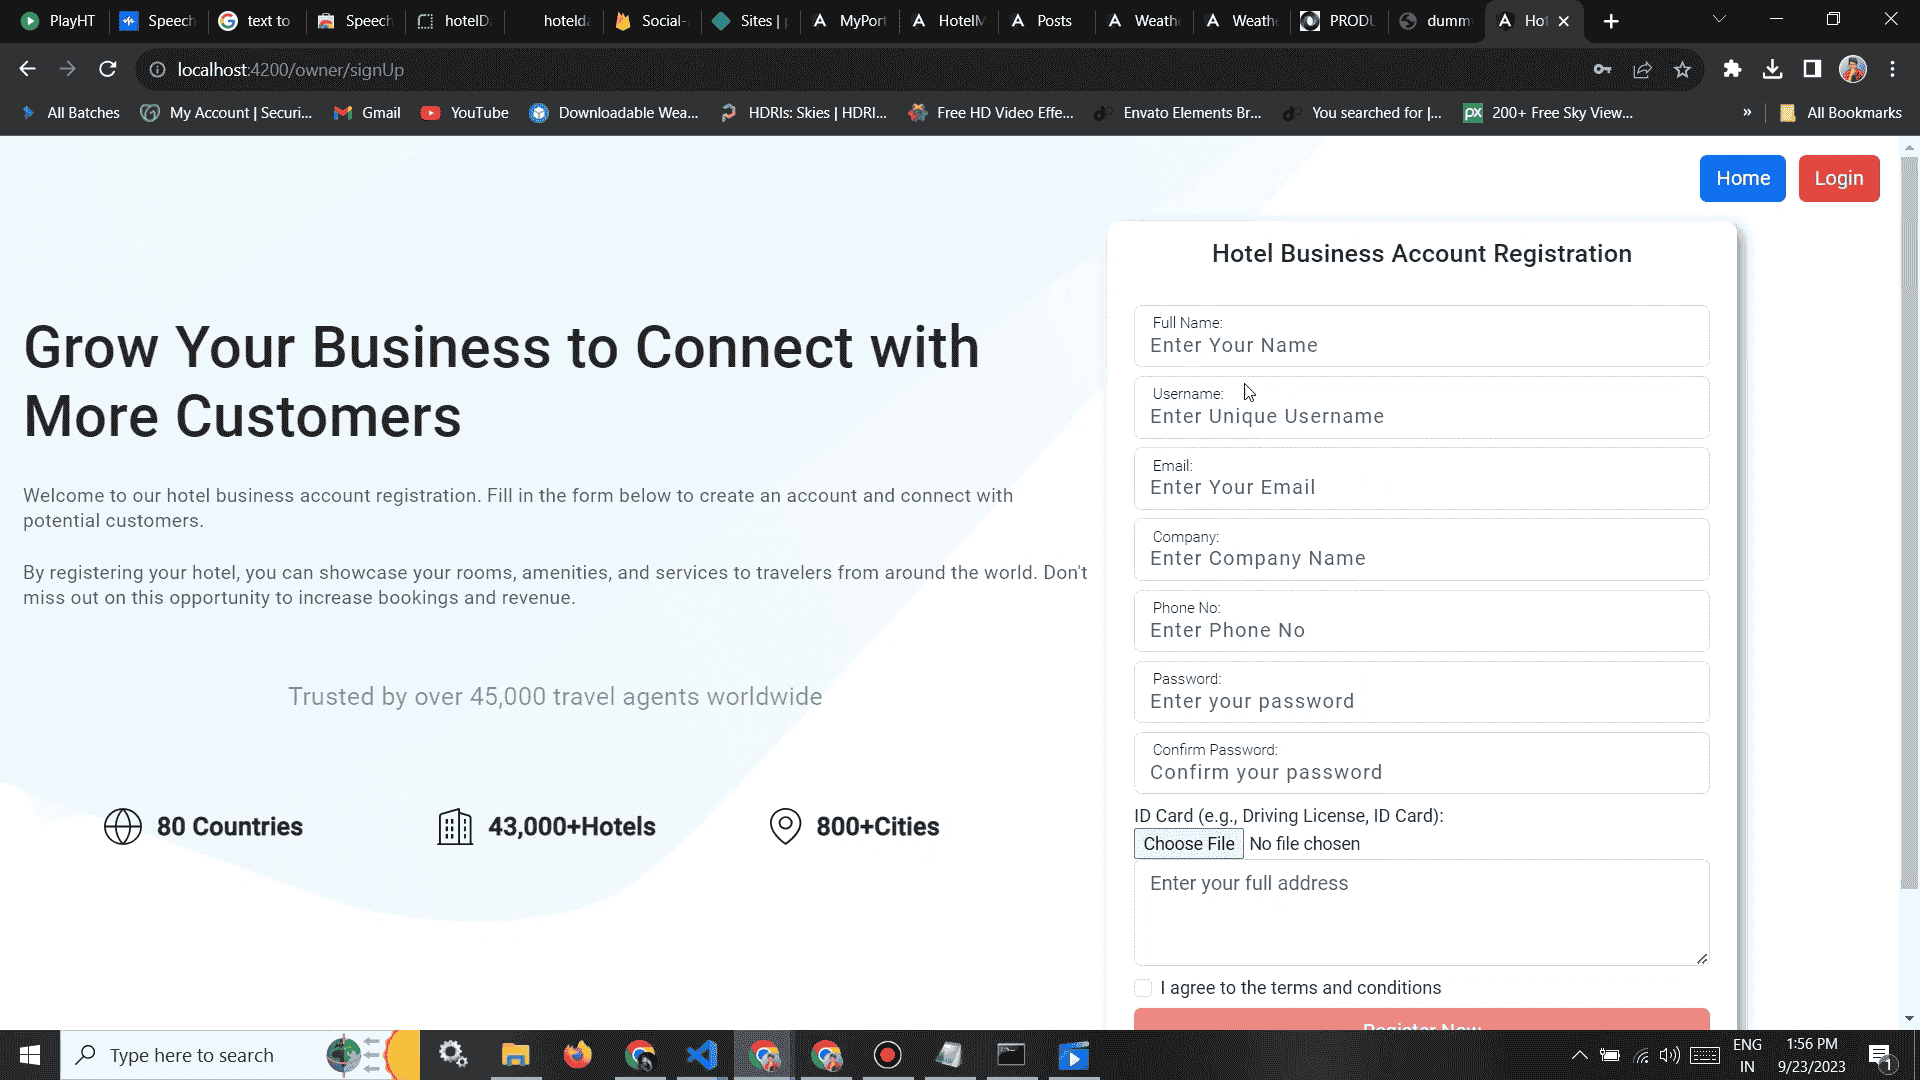 PlayHT
Speech
text to
Speech
hotelD
hotelda
Social-
Sites |
MyPort
HotelM
Posts
Weath
Weath
PRODU
dumm
Hot
localhost:4200/owner/signUp
All Batches
My Account | Securi...
Gmail
YouTube
Downloadable Wea...
HDRIs: Skies | HDRI...
Free HD Video Effe...
Envato Elements Br...
You searched for |...
px
200+ Free Sky View...
»
All Bookmarks
Home
Login
Grow Your Business to Connect with
More Customers
Welcome to our hotel business account registration. Fill in the form below to create an account and connect with
potential customers.
By registering your hotel, you can showcase your rooms, amenities, and services to travelers from around the world. Don't
miss out on this opportunity to increase bookings and revenue.
Trusted by over 45,000 travel agents worldwide
80 Countries
43,000+Hotels
800+Cities
Hotel Business Account Registration
Full Name:
Enter Your Name
Username:
Enter Unique Username
Email:
Enter Your Email
Company:
Enter Company Name
Phone No:
Enter Phone No
Password:
Enter your password
Confirm Password:
Confirm your password
ID Card (e.g., Driving License, ID Card):
Choose File No file chosen
Enter your full address
I agree to the terms and conditions
Register Now
Type here to search
ENG
IN
1:56 PM
9/23/2023
1